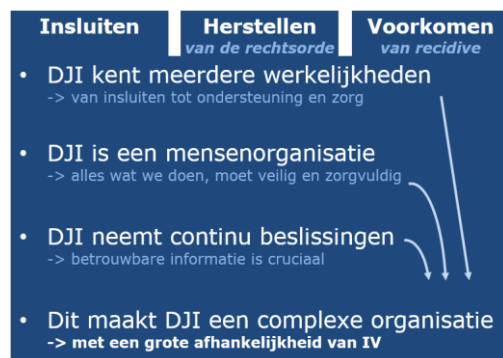 Insluiten
Herstellen
van de rechtsorde
Voorkomen
van recidive
• DJI kent meerdere werkelijkheden
-> van insluiten tot ondersteuning en zorg
• DJI is een mensenorganisatie
-> alles wat we doen, moet veilig en zorgvuldig
• DJI neemt continu beslissingen
-> betrouwbare informatie is cruciaal
• Dit maakt DJI een complexe organisatie
-> met een grote afhankelijkheid van IV